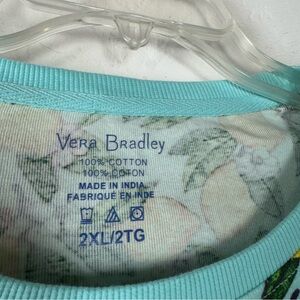 Vera Bradley
100% COTTON
100% COTON
MADE IN INDIA.
FABRIQUÉ EN INDE
2XL/2TG